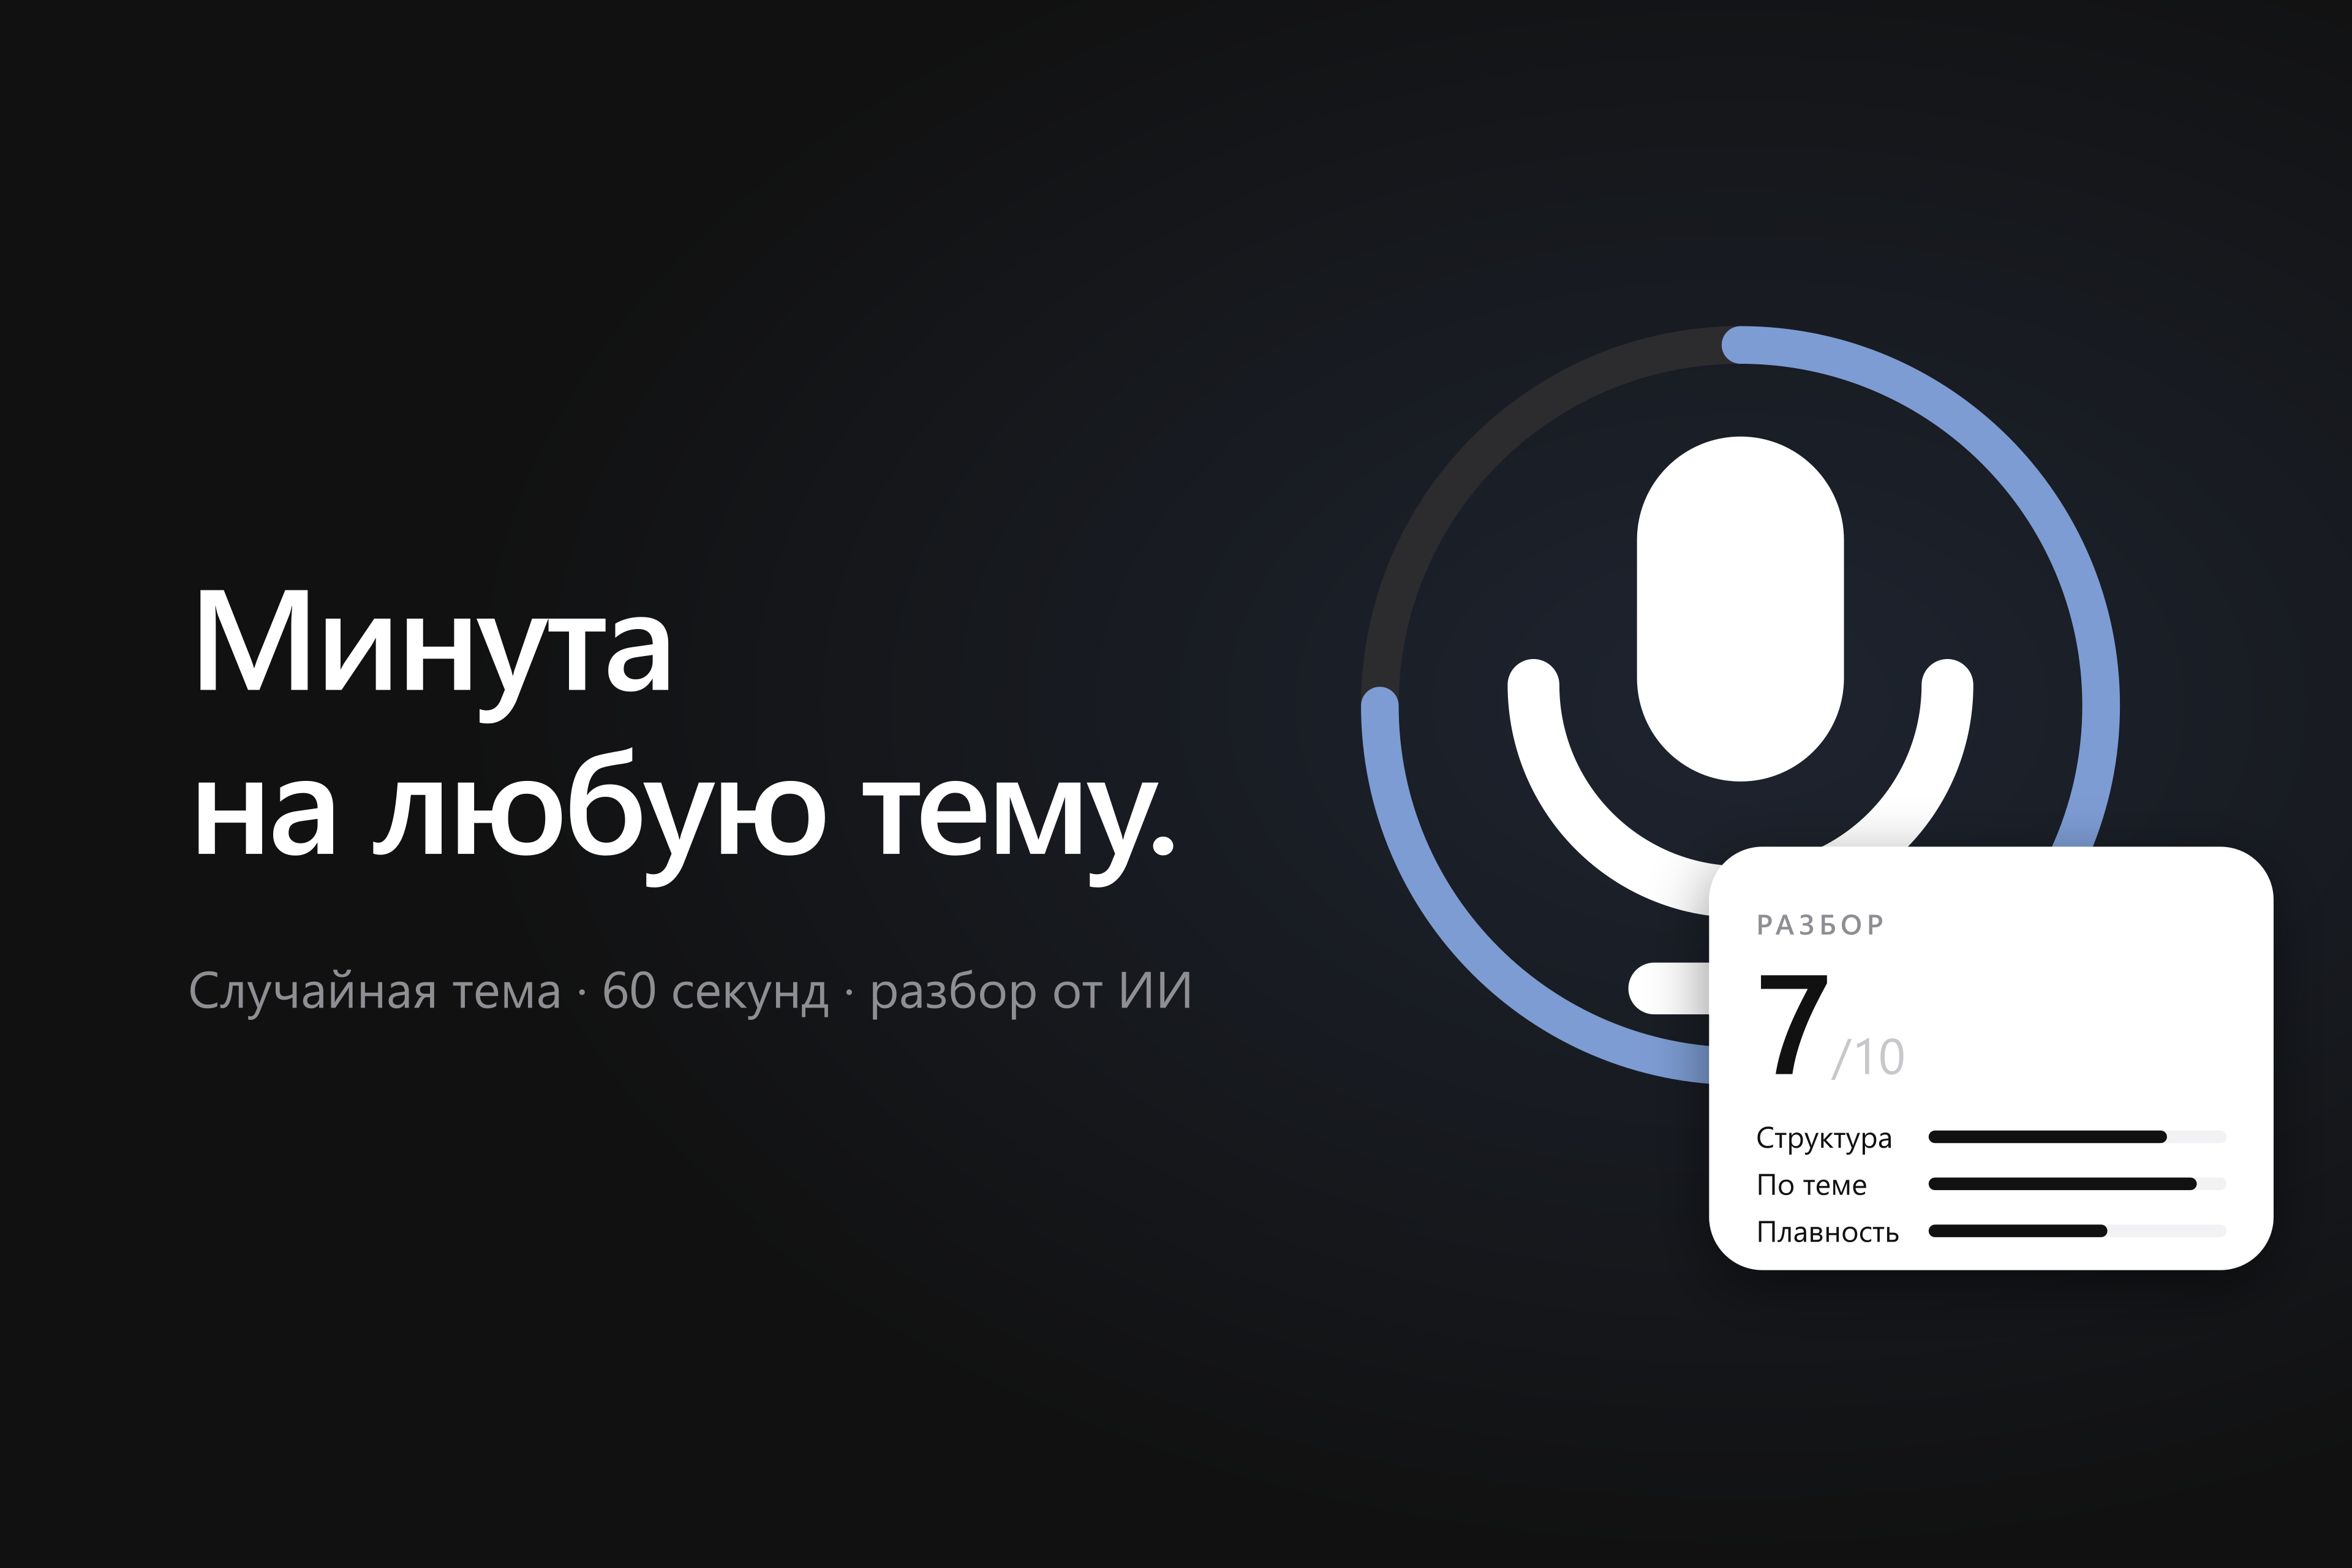 Минута
на любую тему.
Случайная тема · 60 секунд · разбор от ИИ
РАЗБОР
7/10
Структура
По теме
Плавность